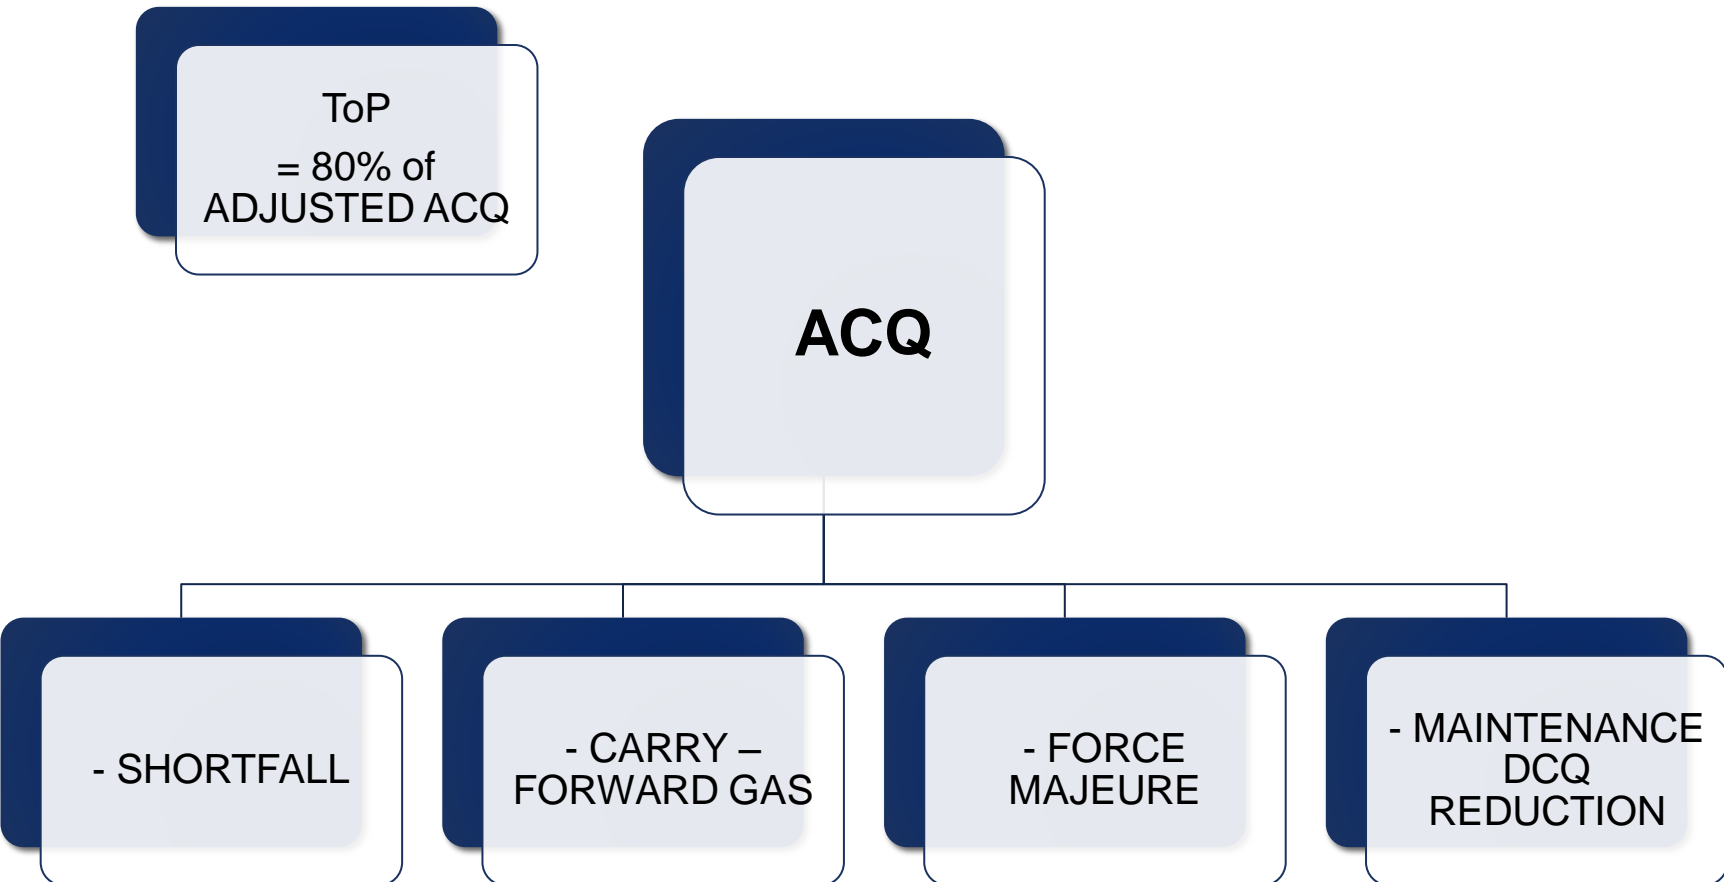 ToP
= 80% of
ADJUSTED ACQ
ACQ
- SHORTFALL
- CARRY –
FORWARD GAS
- FORCE
MAJEURE
- MAINTENANCE
DCQ
REDUCTION